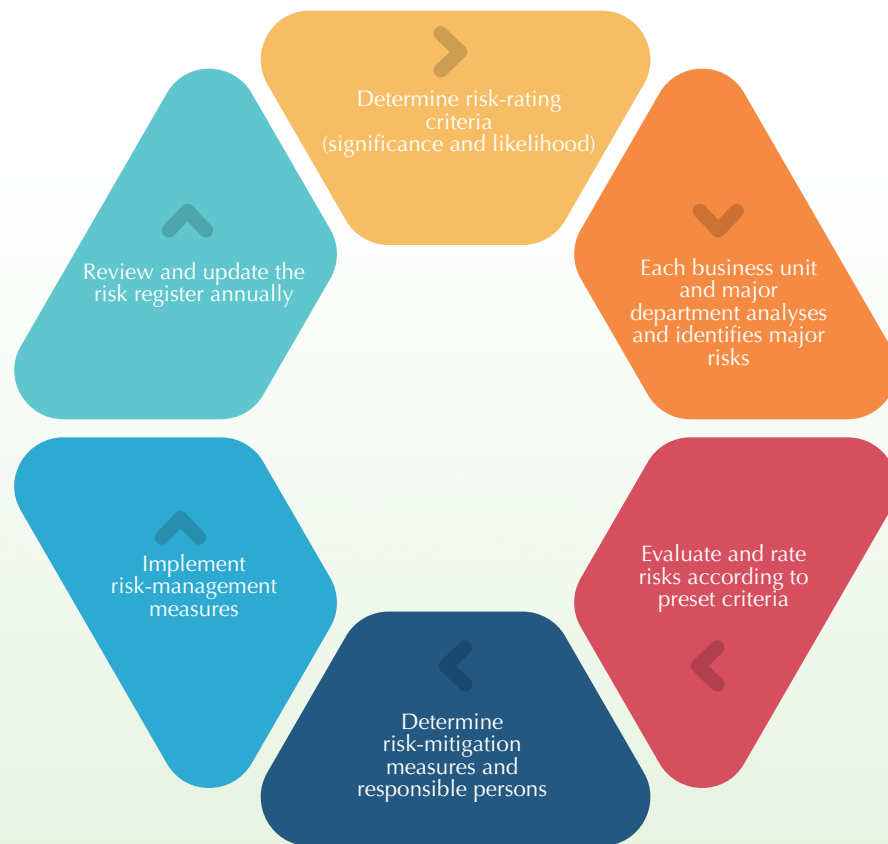 Determine risk-rating
criteria
(significance and likelihood)
Each business unit
and major
department analyses
and identifies major
risks
Evaluate and rate
risks according to
preset criteria
Determine
risk-mitigation
measures and
responsible persons
Implement
risk-management
measures
Review and update the
risk register annually